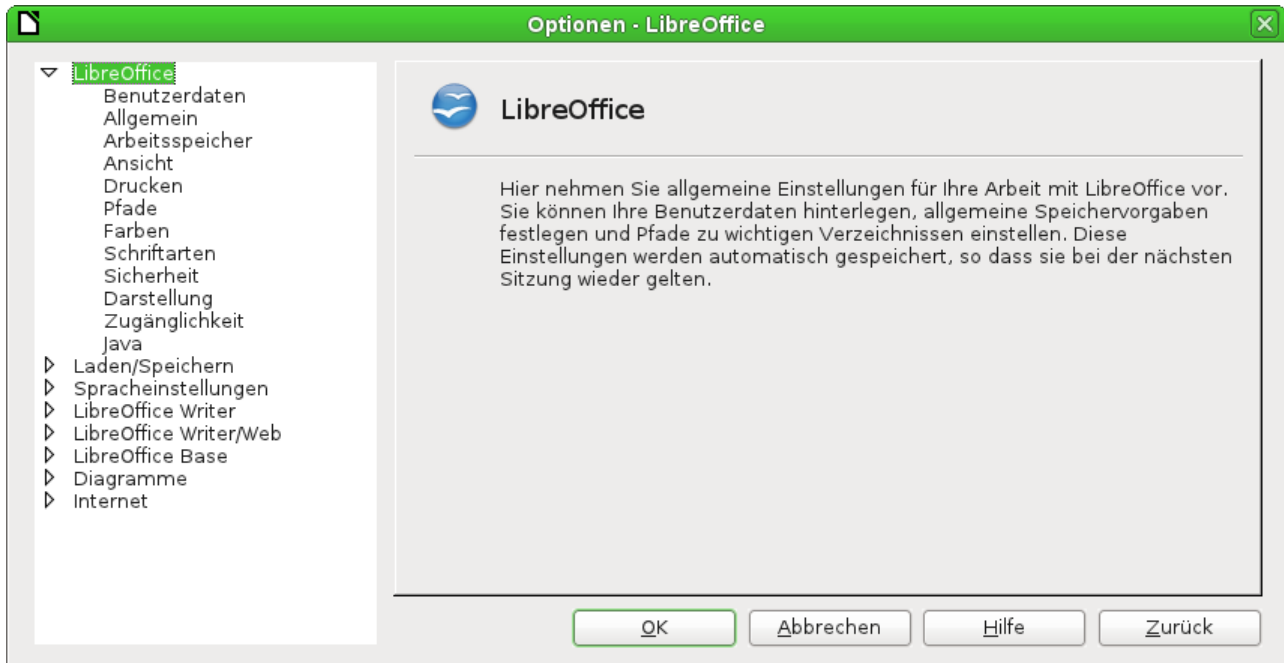 Optionen - LibreOffice
LibreOffice
Benutzerdaten
Allgemein
Arbeitsspeicher
Ansicht
Drucken
Pfade
Farben
Schriftarten
Sicherheit
Darstellung
Zugänglichkeit
Java
Laden/Speichern
Spracheinstellungen
LibreOffice Writer
LibreOffice Writer/Web
LibreOffice Base
Diagramme
Internet
LibreOffice
Hier nehmen Sie allgemeine Einstellungen für Ihre Arbeit mit LibreOffice vor.
Sie können Ihre Benutzerdaten hinterlegen, allgemeine Speichervorgaben
festlegen und Pfade zu wichtigen Verzeichnissen einstellen. Diese
Einstellungen werden automatisch gespeichert, so dass sie bei der nächsten
Sitzung wieder gelten.
OK
Abbrechen
Hilfe
Zurück